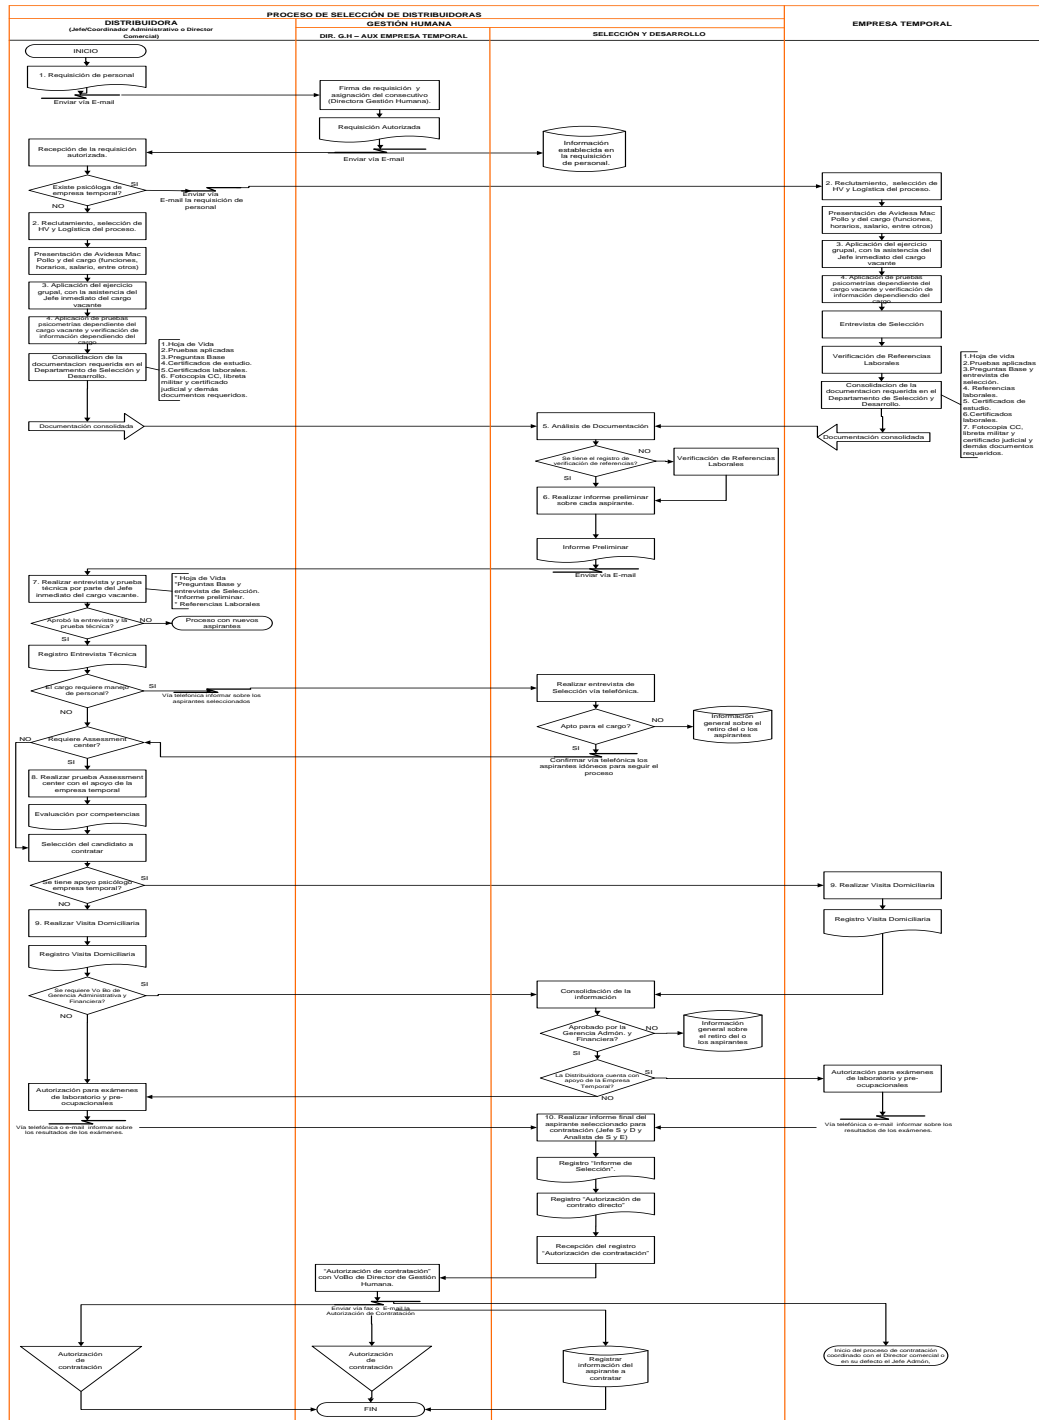 PROCESO DE SELECCIÓN DE DISTRIBUIDORAS
DISTRIBUIDORA
(Jefe/Coordinador Administrativo o Director
Comercial)
GESTIÓN HUMANA
DIR. G.H – AUX EMPRESA TEMPORAL
SELECCIÓN Y DESARROLLO
EMPRESA TEMPORAL
INICIO
1. Requisición de personal
Enviar vía E-mail
Firma de requisición y
asignación del consecutivo
(Directora Gestión Humana).
Requisición Autorizada
Enviar vía E-mail
Información
establecida en
la requisición
de personal.
Recepción de la requisición
autorizada.
Existe psicóloga de
empresa temporal?
SI
NO
Enviar vía
E-mail la requisición de
personal
2. Reclutamiento, selección de
HV y Logística del proceso.
Presentación de Avidesa Mac
Pollo y del cargo (funciones,
horarios, salario, entre otros)
3. Aplicación del ejercicio
grupal, con la asistencia del
Jefe inmediato del cargo
vacante
4. Aplicación de pruebas
psicometrías dependiente del
cargo vacante y verificación de
información dependiendo del
cargo
Consolidacion de la
documentacion requerida en el
Departamento de Selección y
Desarrollo.
1.Hoja de Vida
2.Pruebas aplicadas
3.Preguntas Base
4.Certificados de estudio.
5.Certificados laborales.
6. Fotocopia CC, libreta
militar y certificado
judicial y demás
documentos requeridos.
Documentación consolidada
2. Reclutamiento, selección de
HV y Logística del proceso.
Presentación de Avidesa Mac
Pollo y del cargo (funciones,
horarios, salario, entre otros)
3. Aplicación del ejercicio
grupal, con la asistencia del
Jefe inmediato del cargo
vacante
4. Aplicación de pruebas
psicométricas dependiente del
cargo vacante y verificación de
información dependiendo del
cargo
Entrevista de Selección
Verificación de Referencias
Laborales
Consolidacion de la
documentacion requerida en el
Departamento de Selección y
Desarrollo.
1.Hoja de vida
2.Pruebas aplicadas
3.Preguntas Base y
entrevista de
selección.
4. Referencias
laborales.
5. Certificados de
estudio.
6.Certificados
laborales.
7. Fotocopia CC,
libreta militar y
certificado judicial y
demás documentos
requeridos.
Documentación consolidada
5. Análisis de Documentación
Se tiene el registro de
verificación de referencias?
NO
SI
Verificación de Referencias
Laborales
6. Realizar informe preliminar
sobre cada aspirante.
Informe Preliminar
Enviar vía E-mail
7. Realizar entrevista y prueba
técnica por parte del Jefe
inmediato del cargo vacante.
* Hoja de Vida
*Preguntas Base y
entrevista de Selección.
*Informe preliminar.
* Referencias Laborales
Aprobó la entrevista y la
prueba técnica?
NO
SI
Proceso con nuevos
aspirantes
Registro Entrevista Técnica
El cargo requiere manejo
de personal?
SI
NO
Vía telefónica informar sobre los
aspirantes seleccionados
Realizar entrevista de
Selección vía telefónica.
Apto para el cargo?
NO
SI
Información
general sobre el
retiro del o los
aspirantes
Confirmar vía telefónica los
aspirantes idóneos para seguir el
proceso
Requiere Assessment
center?
NO
SI
8. Realizar prueba Assessment
center con el apoyo de la
empresa temporal
Evaluación por competencias
Selección del candidato a
contratar
Se tiene apoyo psicólogo
empresa temporal?
SI
NO
9. Realizar Visita Domiciliaria
Registro Visita Domiciliaria
9. Realizar Visita Domiciliaria
Registro Visita Domiciliaria
Se requiere Vo Bo de
Gerencia Administrativa y
Financiera?
SI
NO
Consolidación de la
información
Aprobado por la
Gerencia Admón. y
Financiera?
NO
SI
Información
general sobre
el retiro del o
los aspirantes
La Distribuidora cuenta con
apoyo de la Empresa
Temporal?
SI
NO
Autorización para exámenes
de laboratorio y pre-
ocupacionales
Vía telefónica o e-mail informar sobre
los resultados de los exámenes.
Autorización para exámenes
de laboratorio y pre-
ocupacionales
Vía telefónica o e-mail informar sobre los
resultados de los exámenes.
10. Realizar informe final del
aspirante seleccionado para
contratación (Jefe S y D y
Analista de S y E)
Registro "Informe de
Selección".
Registro "Autorización de
contrato directo"
Recepción del registro
"Autorización de contratación"
"Autorización de contratación"
con VoBo de Director de Gestión
Humana.
Enviar vía fax o E-mail la
Autorización de Contratación
Autorización
de
contratación
Autorización
de
contratación
Registrar
información del
aspirante a
contratar
Inicio del proceso de contratación
coordinado con el Director comercial o
en su defecto el Jefe Admón,
FIN